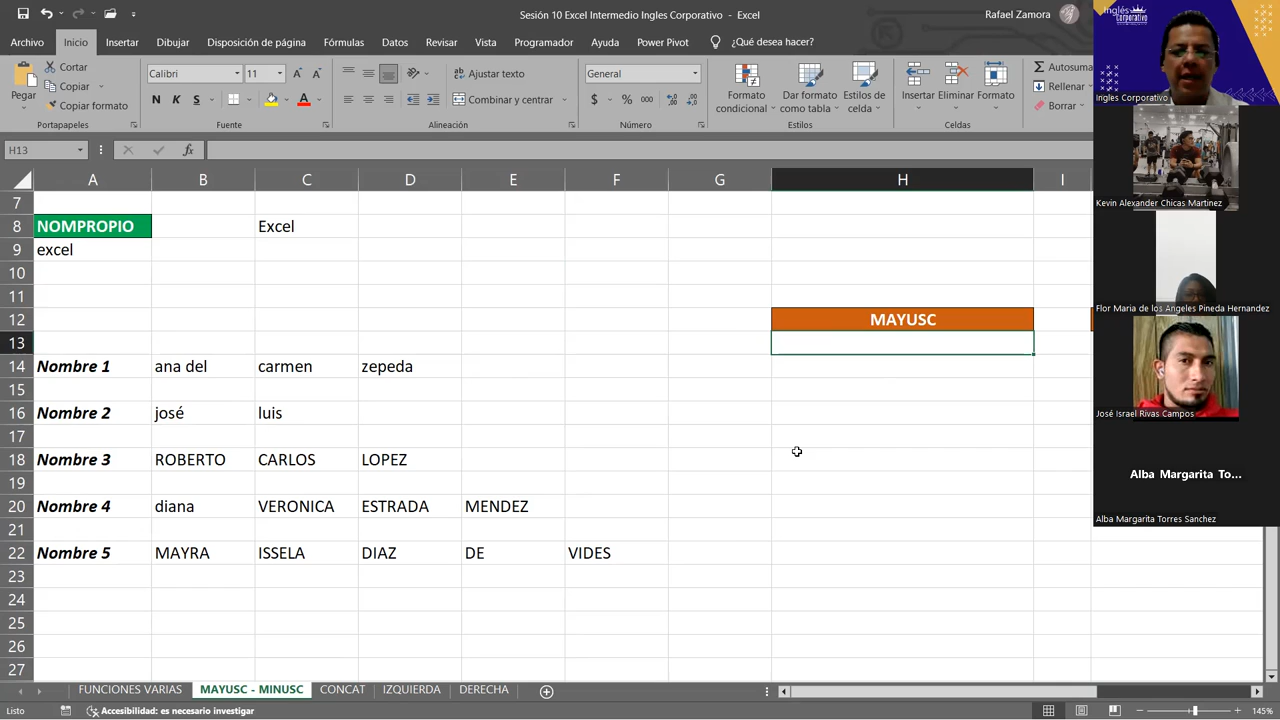 Sesión 10 Excel Intermedio Ingles Corporativo - Excel
Rafael Zamora
Archivo Inicio Insertar Dibujar Disposición de página Fórmulas Datos Revisar Vista Programador Ayuda Power Pivot ¿Qué desea hacer?
Pegar
Cortar
Copiar
Copiar formato
Portapapeles
Calibri 11
N K S
Fuente
Ajustar texto
Combinar y centrar
Alineación
General
$ % 000
Número
Formato condicional
Dar formato como tabla
Estilos de celda
Estilos
Insertar Eliminar Formato
Celdas
Autosuma
Rellenar
Borrar
H13
fx
A B C D E F G H I
7
8 NOMPROPIO Excel
9 excel
10
11
12 MAYUSC
13
14 Nombre 1 ana del carmen zepeda
15
16 Nombre 2 josé luis
17
18 Nombre 3 ROBERTO CARLOS LOPEZ
19
20 Nombre 4 diana VERONICA ESTRADA MENDEZ
21
22 Nombre 5 MAYRA ISSELA DIAZ DE VIDES
23
24
25
26
27
FUNCIONES VARIAS MAYUSC - MINUSC CONCAT IZQUIERDA DERECHA
Listo
Accesibilidad: es necesario investigar
145%
Inglés
Corporativo
Ingles Corporativo
Kevin Alexander Chicas Martinez
Flor Maria de los Angeles Pineda Hernandez
José Israel Rivas Campos
Alba Margarita To...
Alba Margarita Torres Sanchez